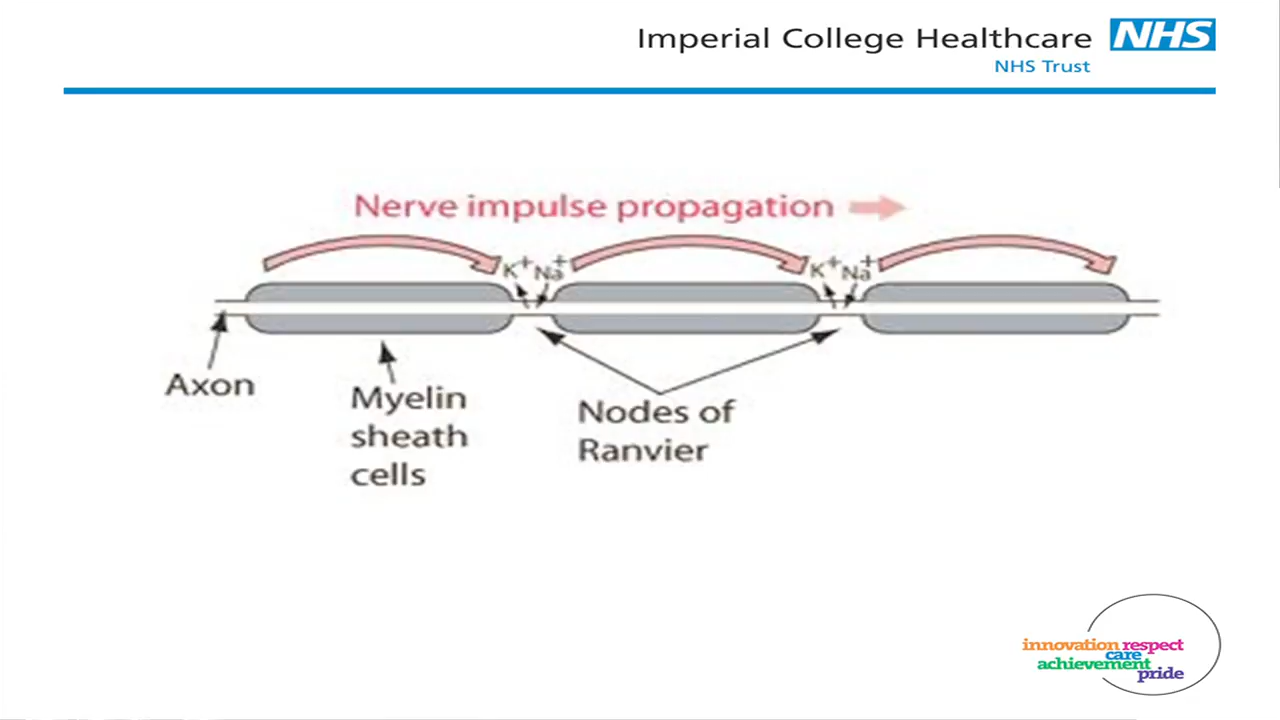 Imperial College Healthcare NHS
NHS Trust
Nerve impulse propagation
K+ Na+ K+ Na+
Axon
Myelin
sheath
cells
Nodes of
Ranvier
innovation respect
care
achievement
pride